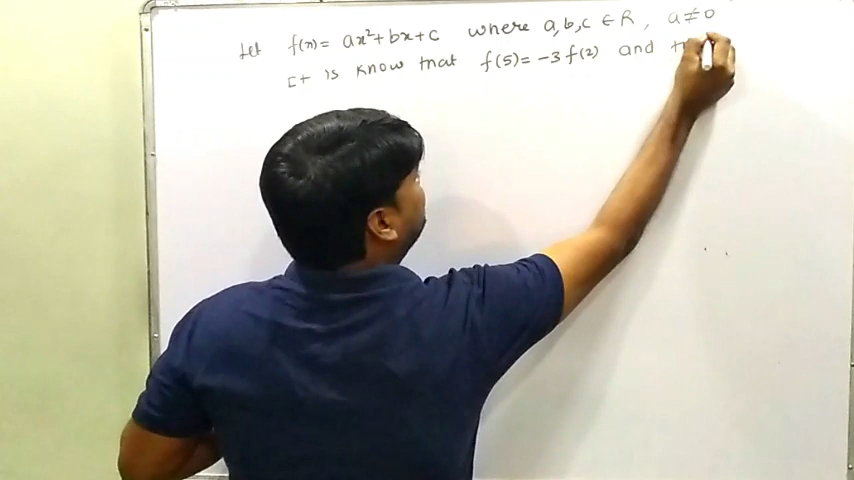 Let f(x) = ax²+bx+c where a,b,c ∈ R, a≠0
It is know that f(5)= -3 f(2) and